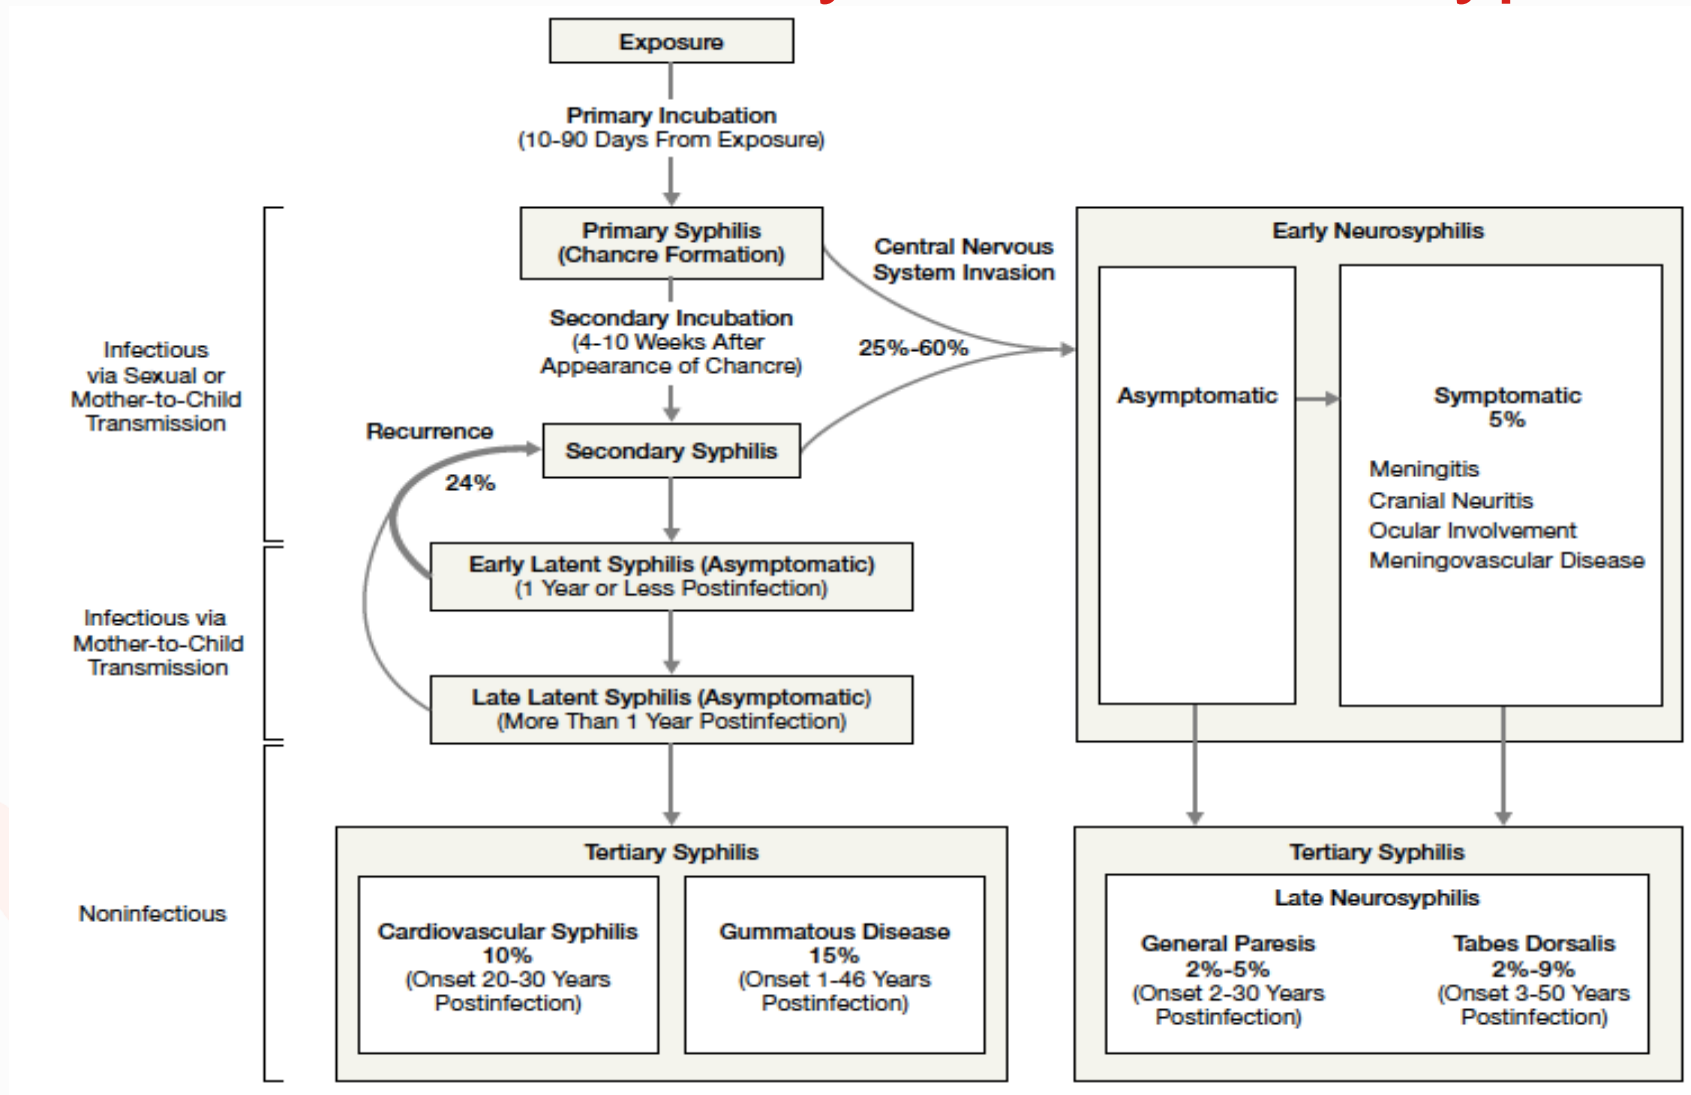 Exposure
Primary Incubation
(10-90 Days From Exposure)
Primary Syphilis
(Chancre Formation)
Central Nervous
System Invasion
25%-60%
Secondary Incubation
(4-10 Weeks After
Appearance of Chancre)
Infectious
via Sexual or
Mother-to-Child
Transmission
Recurrence
24%
Secondary Syphilis
Early Latent Syphilis (Asymptomatic)
(1 Year or Less Postinfection)
Infectious via
Mother-to-Child
Transmission
Late Latent Syphilis (Asymptomatic)
(More Than 1 Year Postinfection)
Early Neurosyphilis
Asymptomatic
Symptomatic
5%
Meningitis
Cranial Neuritis
Ocular Involvement
Meningovascular Disease
Noninfectious
Tertiary Syphilis
Cardiovascular Syphilis
10%
(Onset 20-30 Years
Postinfection)
Gummatous Disease
15%
(Onset 1-46 Years
Postinfection)
Tertiary Syphilis
Late Neurosyphilis
General Paresis
2%-5%
(Onset 2-30 Years
Postinfection)
Tabes Dorsalis
2%-9%
(Onset 3-50 Years
Postinfection)